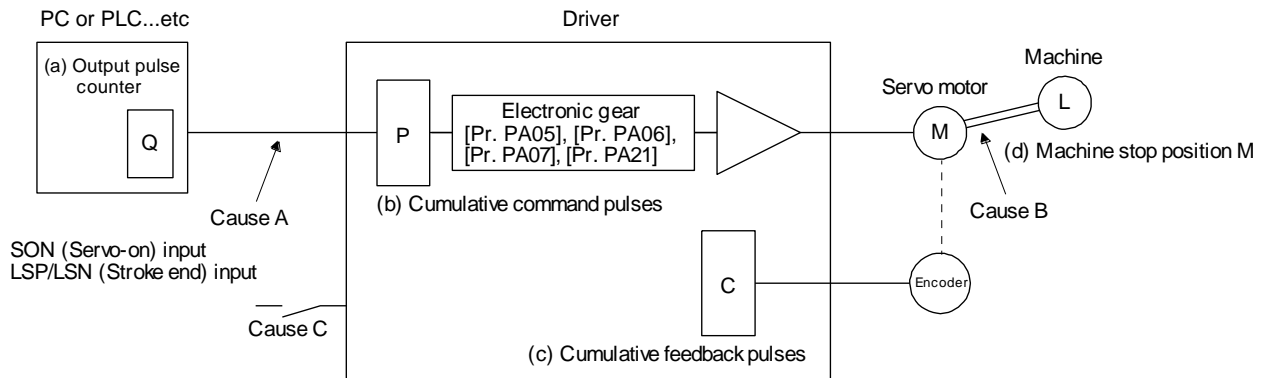 PC or PLC...etc
Driver
(a) Output pulse
counter
Q
P
Electronic gear
[Pr. PA05], [Pr. PA06],
[Pr. PA07], [Pr. PA21]
Servo motor
M
Machine
L
(d) Machine stop position M
Cause B
Cause A
(b) Cumulative command pulses
SON (Servo-on) input
LSP/LSN (Stroke end) input
Cause C
C
Encoder
(c) Cumulative feedback pulses